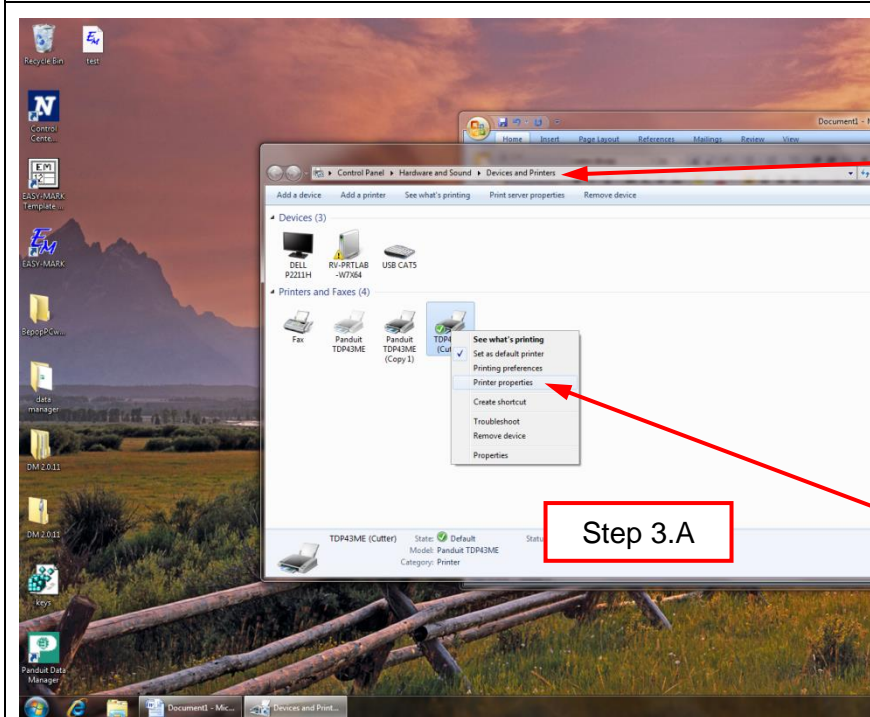 Recycle Bin
test
Control
Cente...
EASY-MARK
Template ...
EASY-MARK
BepopPCw...
data
manager
DM 2.0.11
DM 2.0.11
keys
Panduit Data
Manager
Document1 - M
Home Insert Page Layout References Mailings Review View
Control Panel Hardware and Sound Devices and Printers
Add a device Add a printer See what's printing Print server properties Remove device
Devices (3)
DELL
P2211H
RV-PRTLAB
-W7X64
USB CAT5
Printers and Faxes (4)
Fax
Panduit
TDP43ME
Panduit
TDP43ME
(Copy 1)
TDP4
(Cut
See what's printing
Set as default printer
Printing preferences
Printer properties
Create shortcut
Troubleshoot
Remove device
Properties
Step 3.A
TDP43ME (Cutter) State: Default Statu
Model: Panduit TDP43ME
Category: Printer
Document1 - Mic...
Devices and Print...